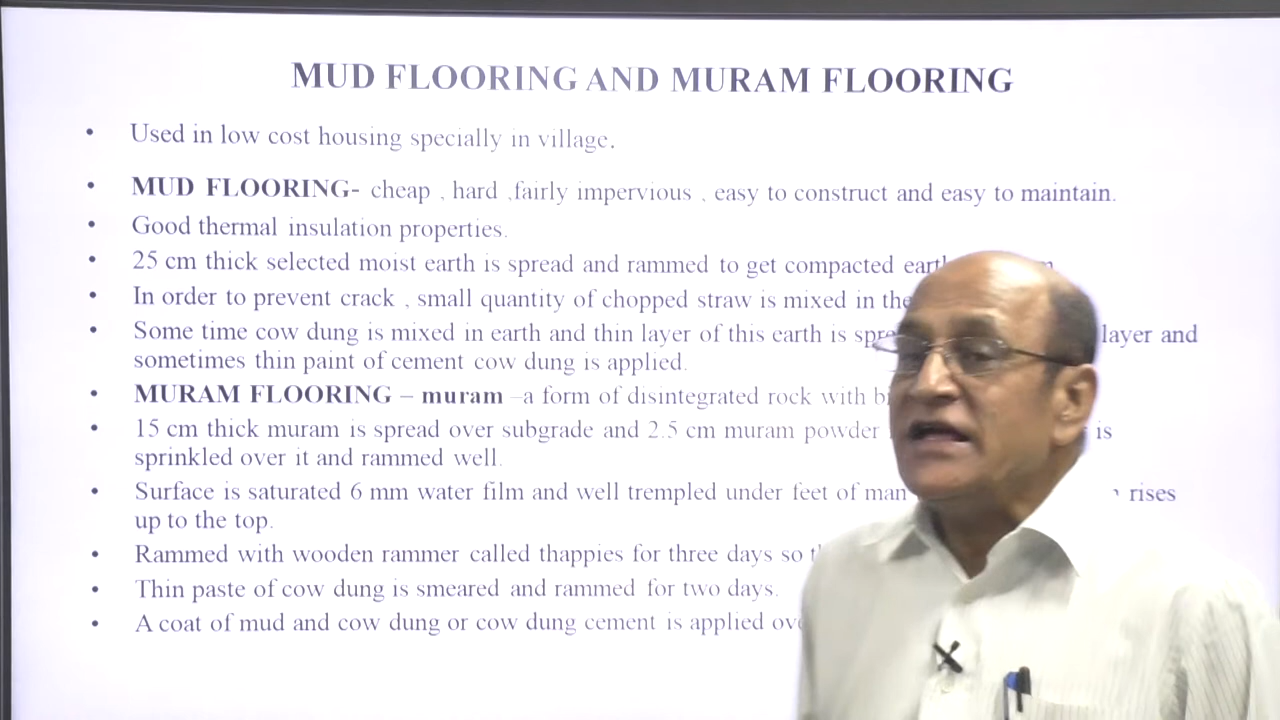 MUD FLOORING AND MURAM FLOORING
• Used in low cost housing specially in village.
• MUD FLOORING- cheap , hard ,fairly impervious , easy to construct and easy to maintain.
• Good thermal insulation properties.
• 25 cm thick selected moist earth is spread and rammed to get compacted
• In order to prevent crack , small quantity of chopped straw is mixed in the
• Some time cow dung is mixed in earth and thin layer of this earth is layer and
sometimes thin paint of cement cow dung is applied.
• MURAM FLOORING – muram –a form of disintegrated rock with
• 15 cm thick muram is spread over subgrade and 2.5 cm muram powder is
sprinkled over it and rammed well.
• Surface is saturated 6 mm water film and well trempled under feet of man rises
up to the top.
• Rammed with wooden rammer called thappies for three days so
• Thin paste of cow dung is smeared and rammed for two days.
• A coat of mud and cow dung or cow dung cement is applied